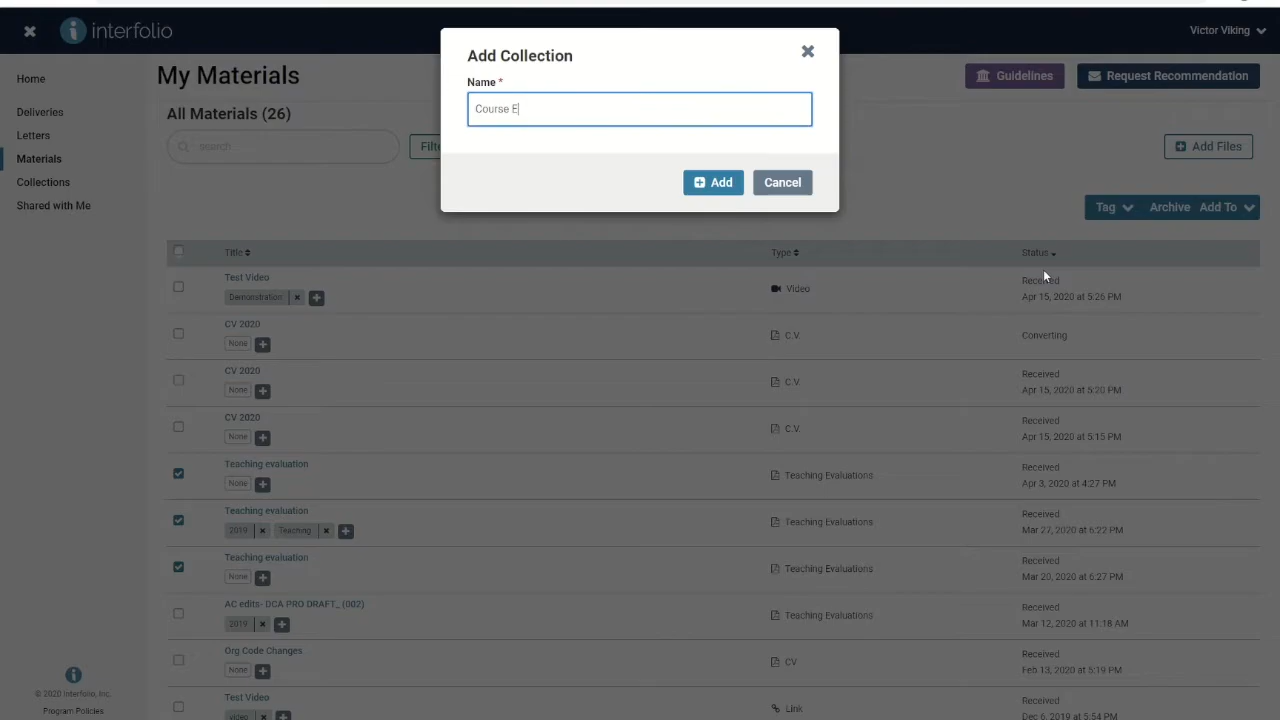 interfolio
Victor Viking
Add Collection
Name *
Course E
Add
Cancel
Home
Deliveries
Letters
Materials
Collections
Shared with Me
My Materials
Guidelines
Request Recommendation
All Materials (26)
search...
Filt
Add Files
Tag
Archive
Add To
Title
Type
Status
Test Video
Demonstration
Video
Received
Apr 15, 2020 at 5:26 PM
CV 2020
None
C.V.
Converting
CV 2020
None
C.V.
Received
Apr 15, 2020 at 5:20 PM
CV 2020
None
C.V.
Received
Apr 15, 2020 at 5:15 PM
Teaching evaluation
None
Teaching Evaluations
Received
Apr 3, 2020 at 4:27 PM
Teaching evaluation
2019
Teaching
Teaching Evaluations
Received
Mar 27, 2020 at 6:22 PM
Teaching evaluation
None
Teaching Evaluations
Received
Mar 20, 2020 at 6:27 PM
AC edits- DCA PRO DRAFT_ (002)
2019
Teaching Evaluations
Received
Mar 12, 2020 at 11:18 AM
Org Code Changes
None
CV
Received
Feb 13, 2020 at 5:19 PM
Test Video
video
Link
Received
Dec 6, 2019 at 5:54 PM
© 2020 Interfolio, Inc.
Program Policies